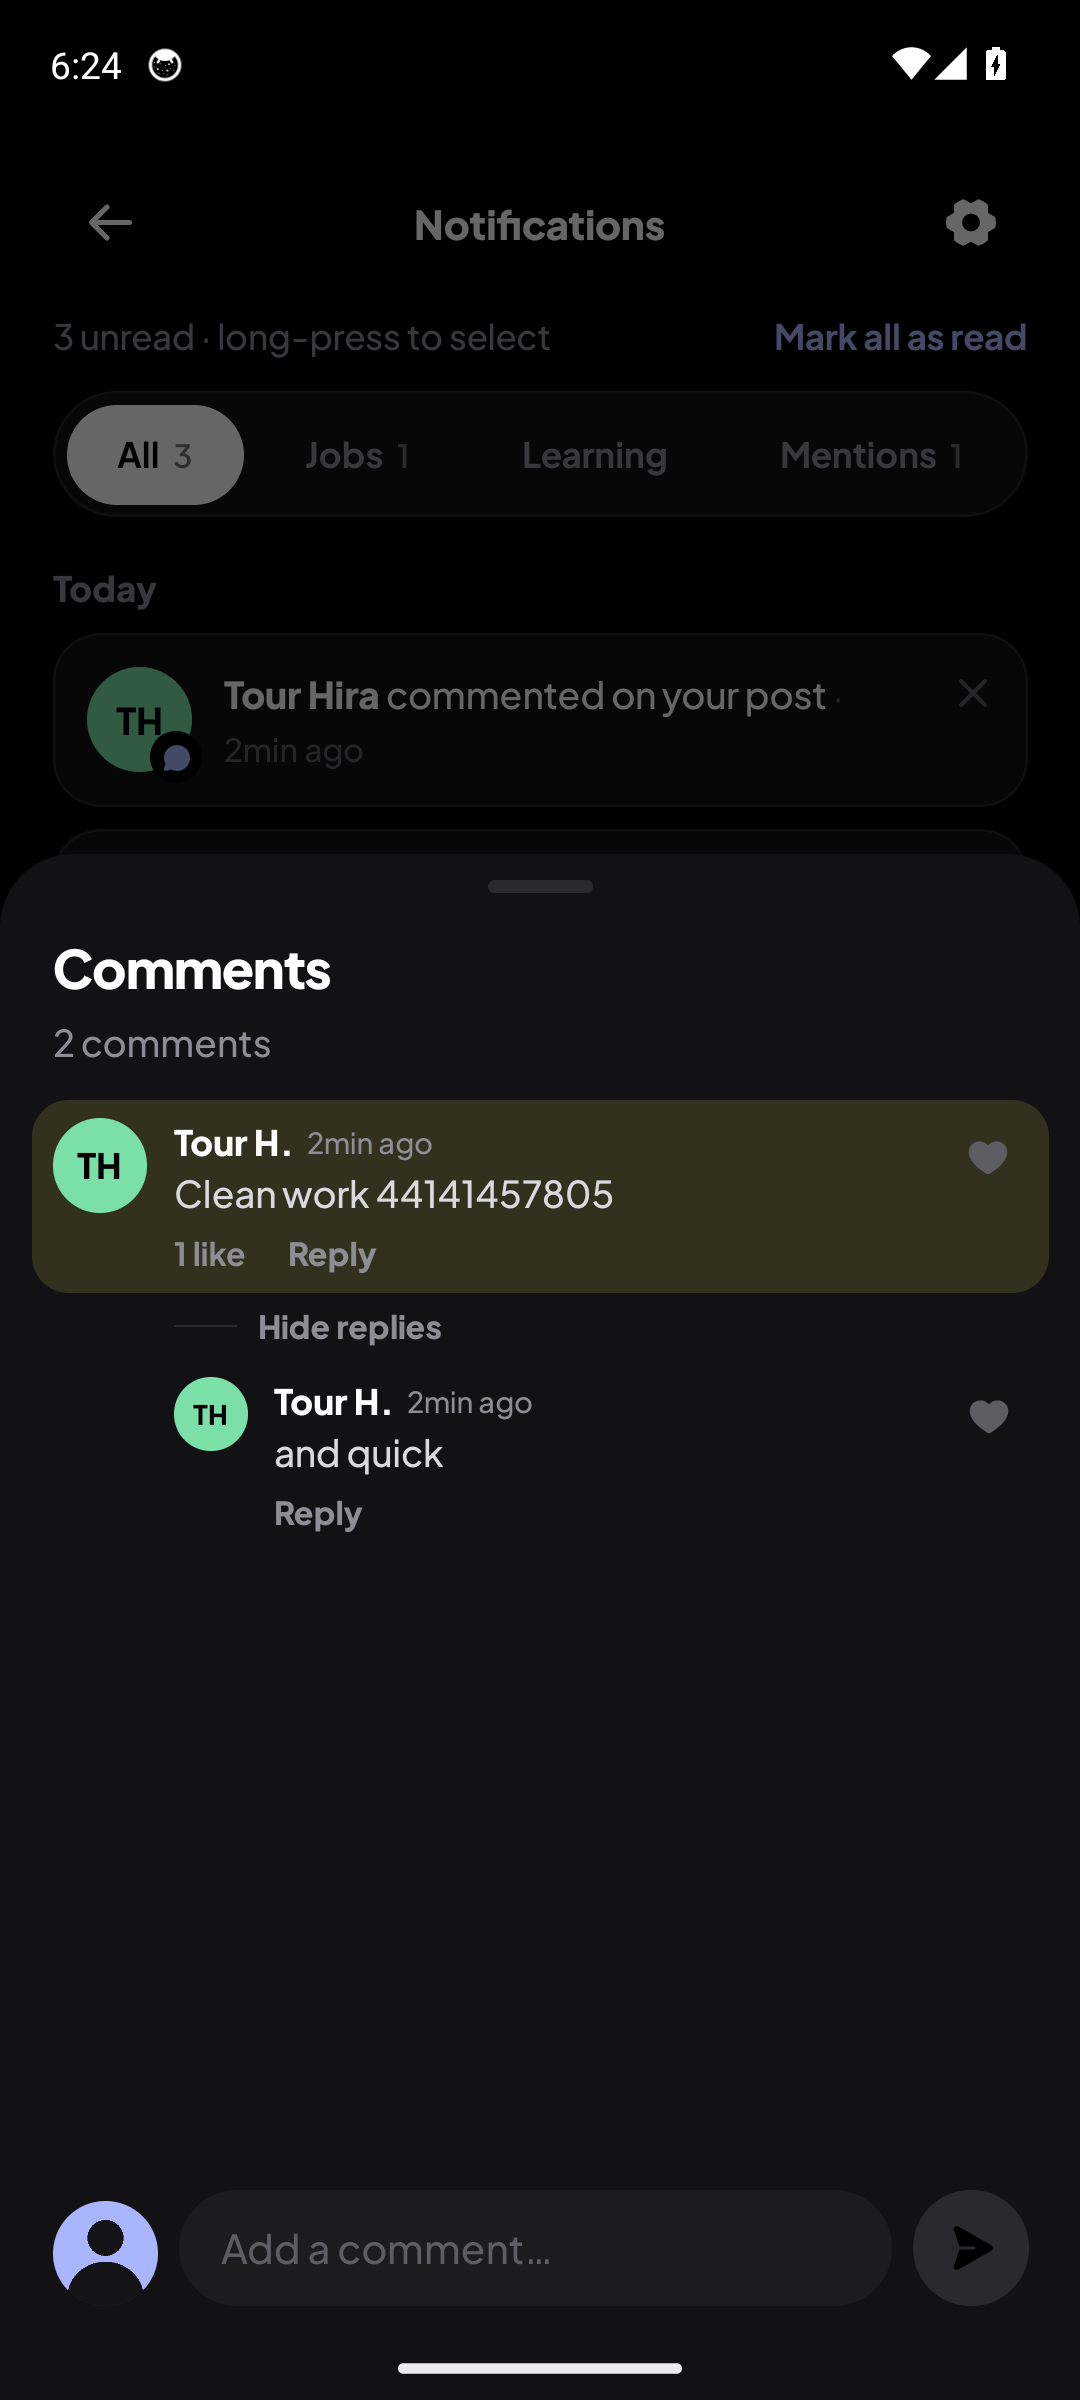 6:24
Notifications
3 unread · long-press to select
Mark all as read
All 3
Jobs 1
Learning
Mentions 1
Today
TH
Tour Hira commented on your post ·
2min ago
Comments
2 comments
TH
Tour H. 2min ago
Clean work 44141457805
1 like Reply
Hide replies
TH
Tour H. 2min ago
and quick
Reply
Add a comment...